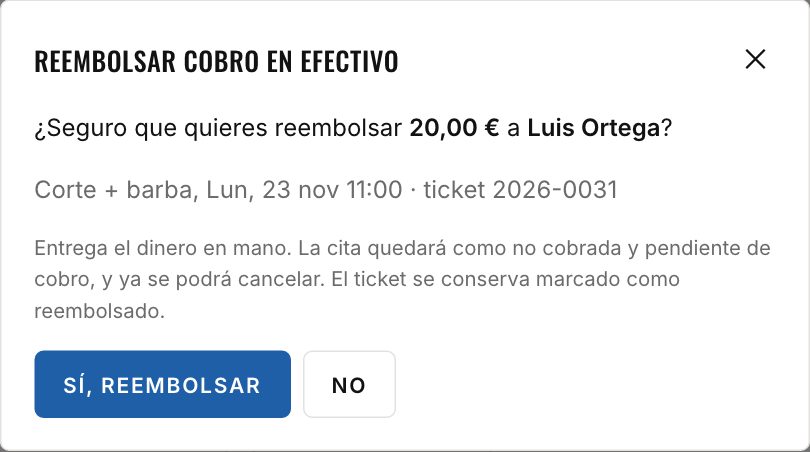 REEMBOLSAR COBRO EN EFECTIVO
¿Seguro que quieres reembolsar 20,00 € a Luis Ortega?
Corte + barba, Lun, 23 nov 11:00 · ticket 2026-0031
Entrega el dinero en mano. La cita quedará como no cobrada y pendiente de
cobro, y ya se podrá cancelar. El ticket se conserva marcado como
reembolsado.
SÍ, REEMBOLSAR
NO